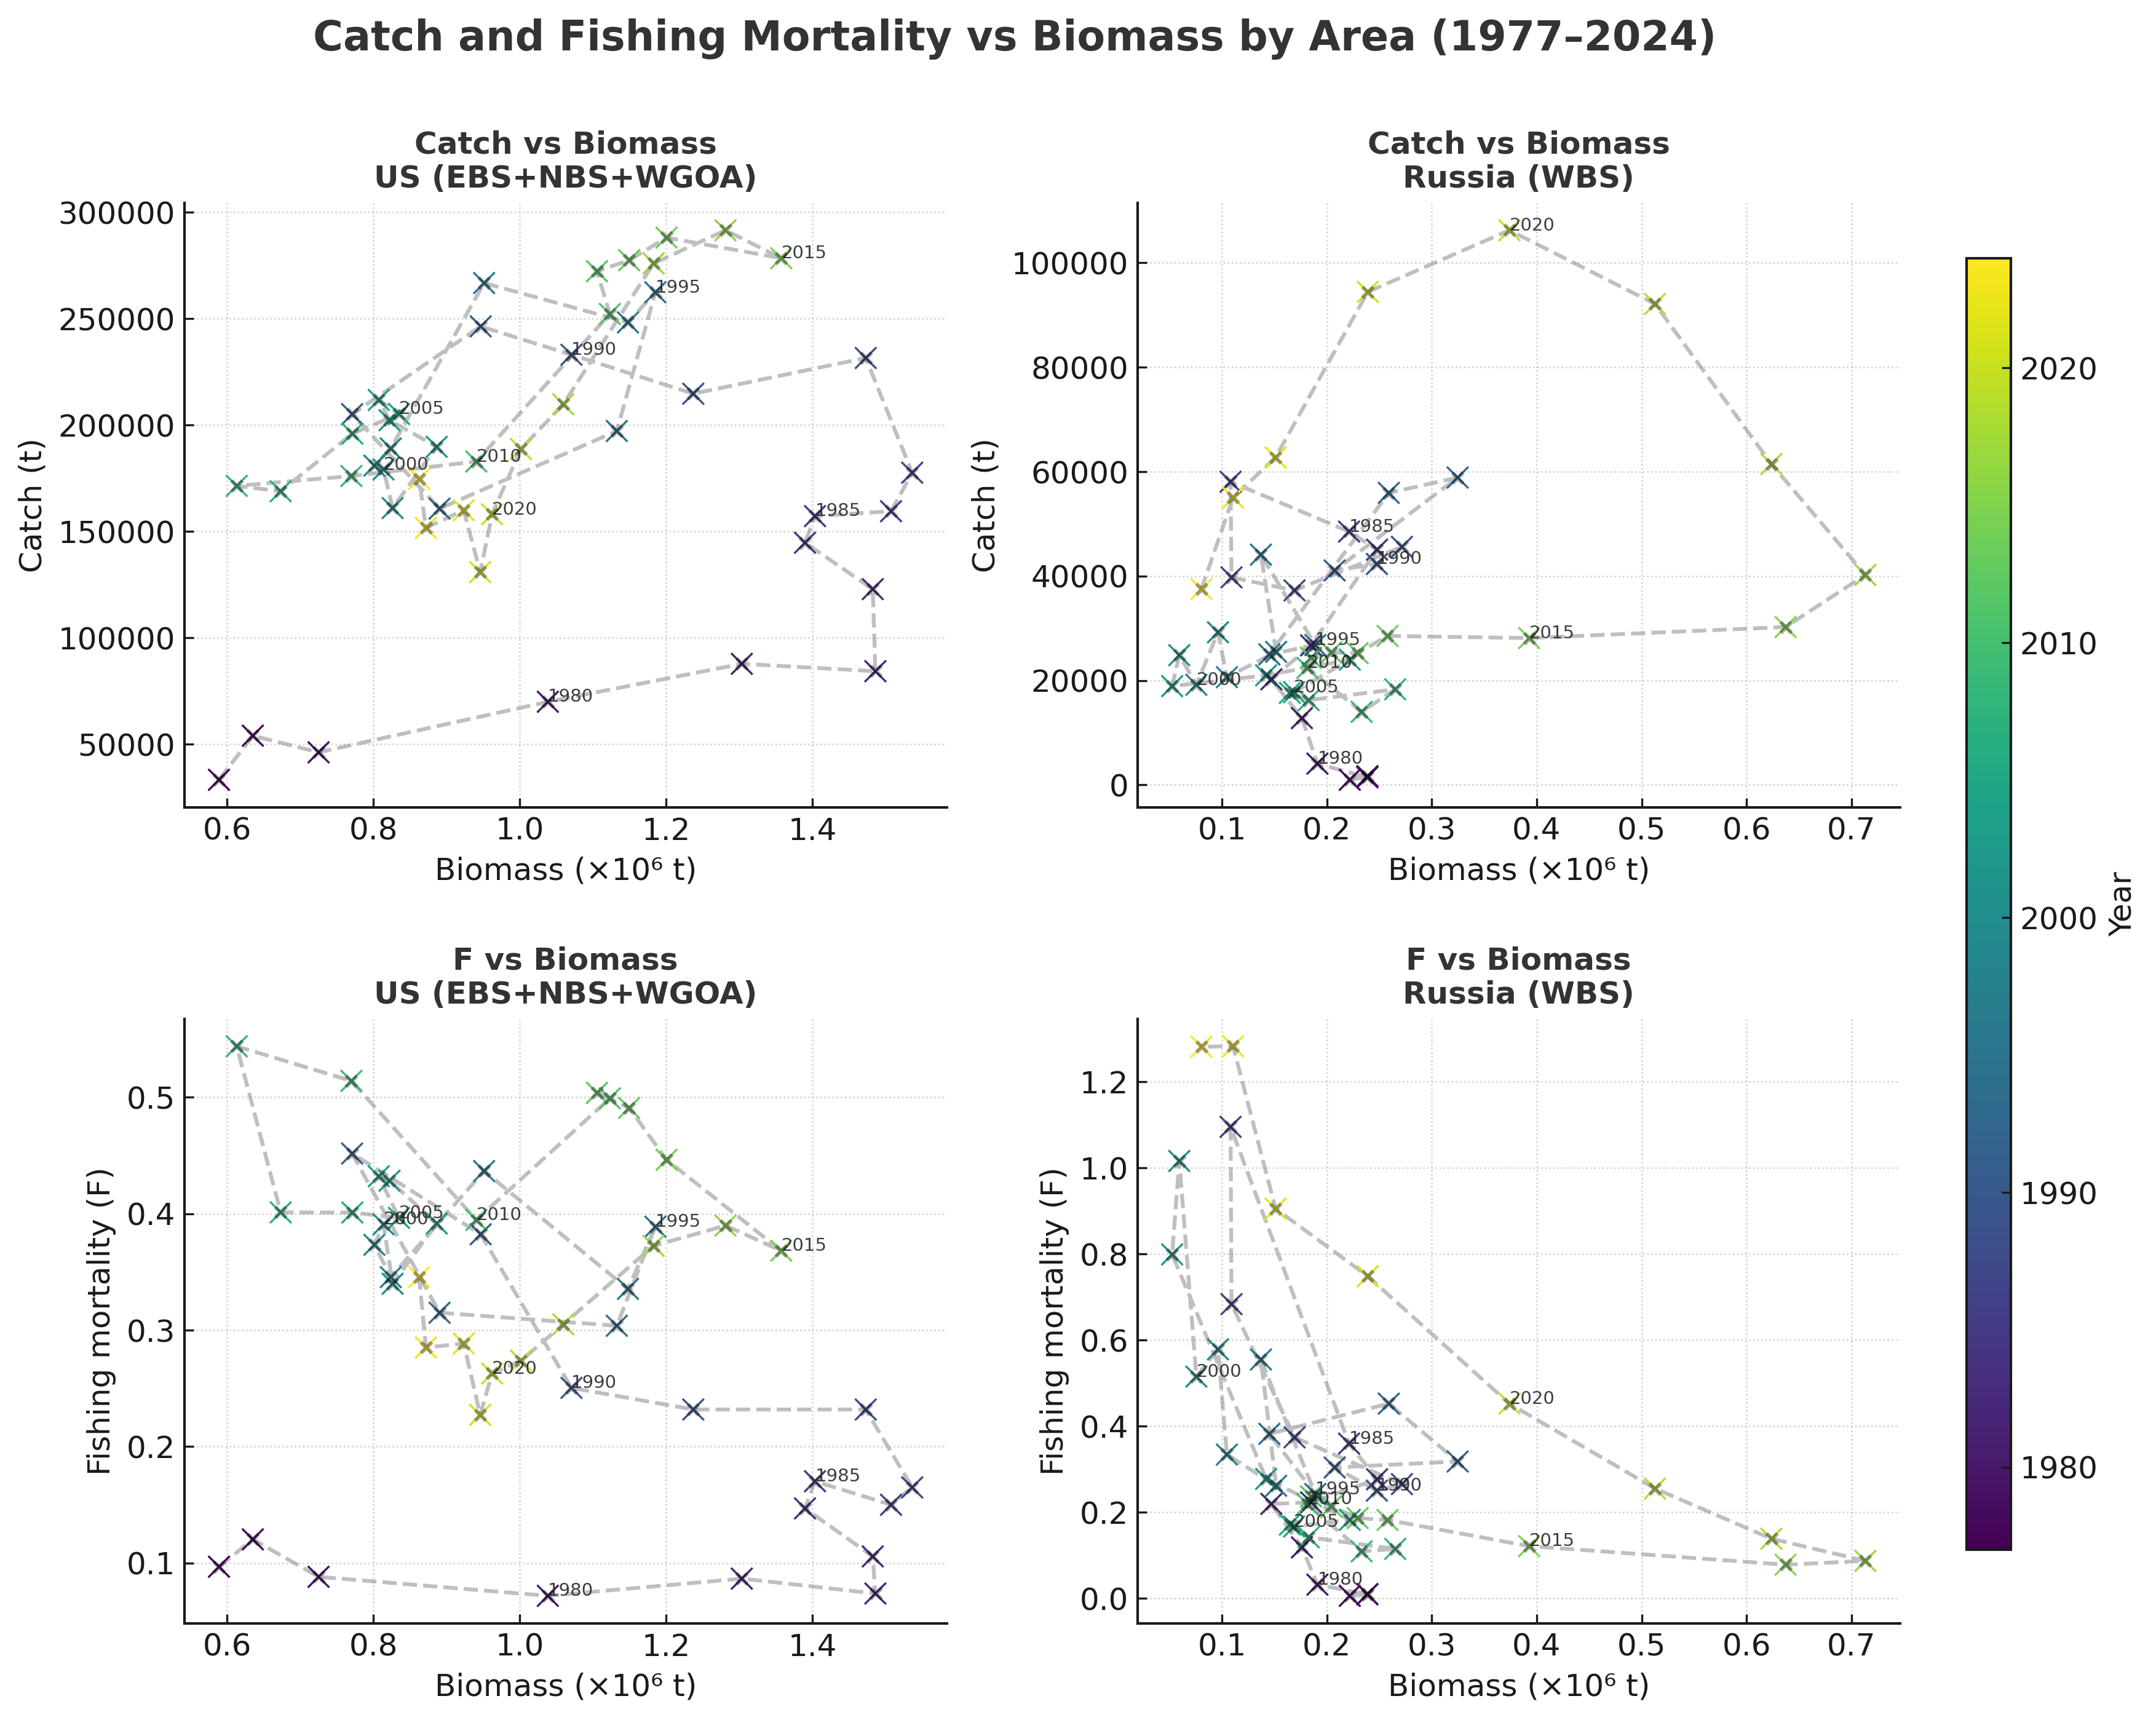 Catch and Fishing Mortality vs Biomass by Area (1977–2024)
Catch vs Biomass
US (EBS+NBS+WGOA)
300000
250000
200000
150000
100000
50000
Catch (t)
2015
1995
1990
2005
2010
2000
2020
1985
1980
0.6 0.8 1.0 1.2 1.4
Biomass (×10⁶ t)
Catch vs Biomass
Russia (WBS)
100000
80000
60000
40000
20000
0
Catch (t)
2020
1985
1990
1995
2015
2010
2000
2005
1980
0.1 0.2 0.3 0.4 0.5 0.6 0.7
Biomass (×10⁶ t)
F vs Biomass
US (EBS+NBS+WGOA)
0.5
0.4
0.3
0.2
0.1
Fishing mortality (F)
2005
2000
2010
1995
2015
2020
1990
1985
1980
0.6 0.8 1.0 1.2 1.4
Biomass (×10⁶ t)
F vs Biomass
Russia (WBS)
1.2
1.0
0.8
0.6
0.4
0.2
0.0
Fishing mortality (F)
2000
2020
1985
1990
1995
2010
2005
2015
1980
0.1 0.2 0.3 0.4 0.5 0.6 0.7
Biomass (×10⁶ t)
2020
2010
2000
1990
1980
Year